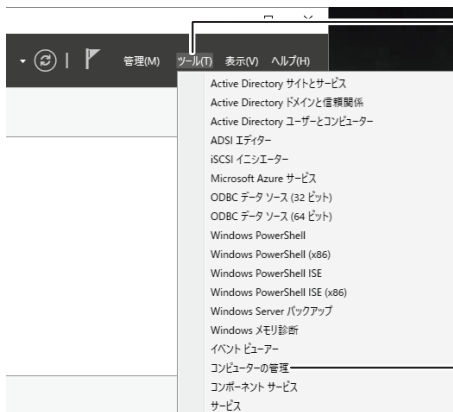 管理(M) ツール(T) 表示(V) ヘルプ(H)
Active Directory サイトとサービス
Active Directory ドメインと信頼関係
Active Directory ユーザーとコンピューター
ADSI エディター
iSCSI イニシエーター
Microsoft Azure サービス
ODBC データ ソース (32 ビット)
ODBC データ ソース (64 ビット)
Windows PowerShell
Windows PowerShell (x86)
Windows PowerShell ISE
Windows PowerShell ISE (x86)
Windows Server バックアップ
Windows メモリ診断
イベント ビューアー
コンピューターの管理
コンポーネント サービス
サービス